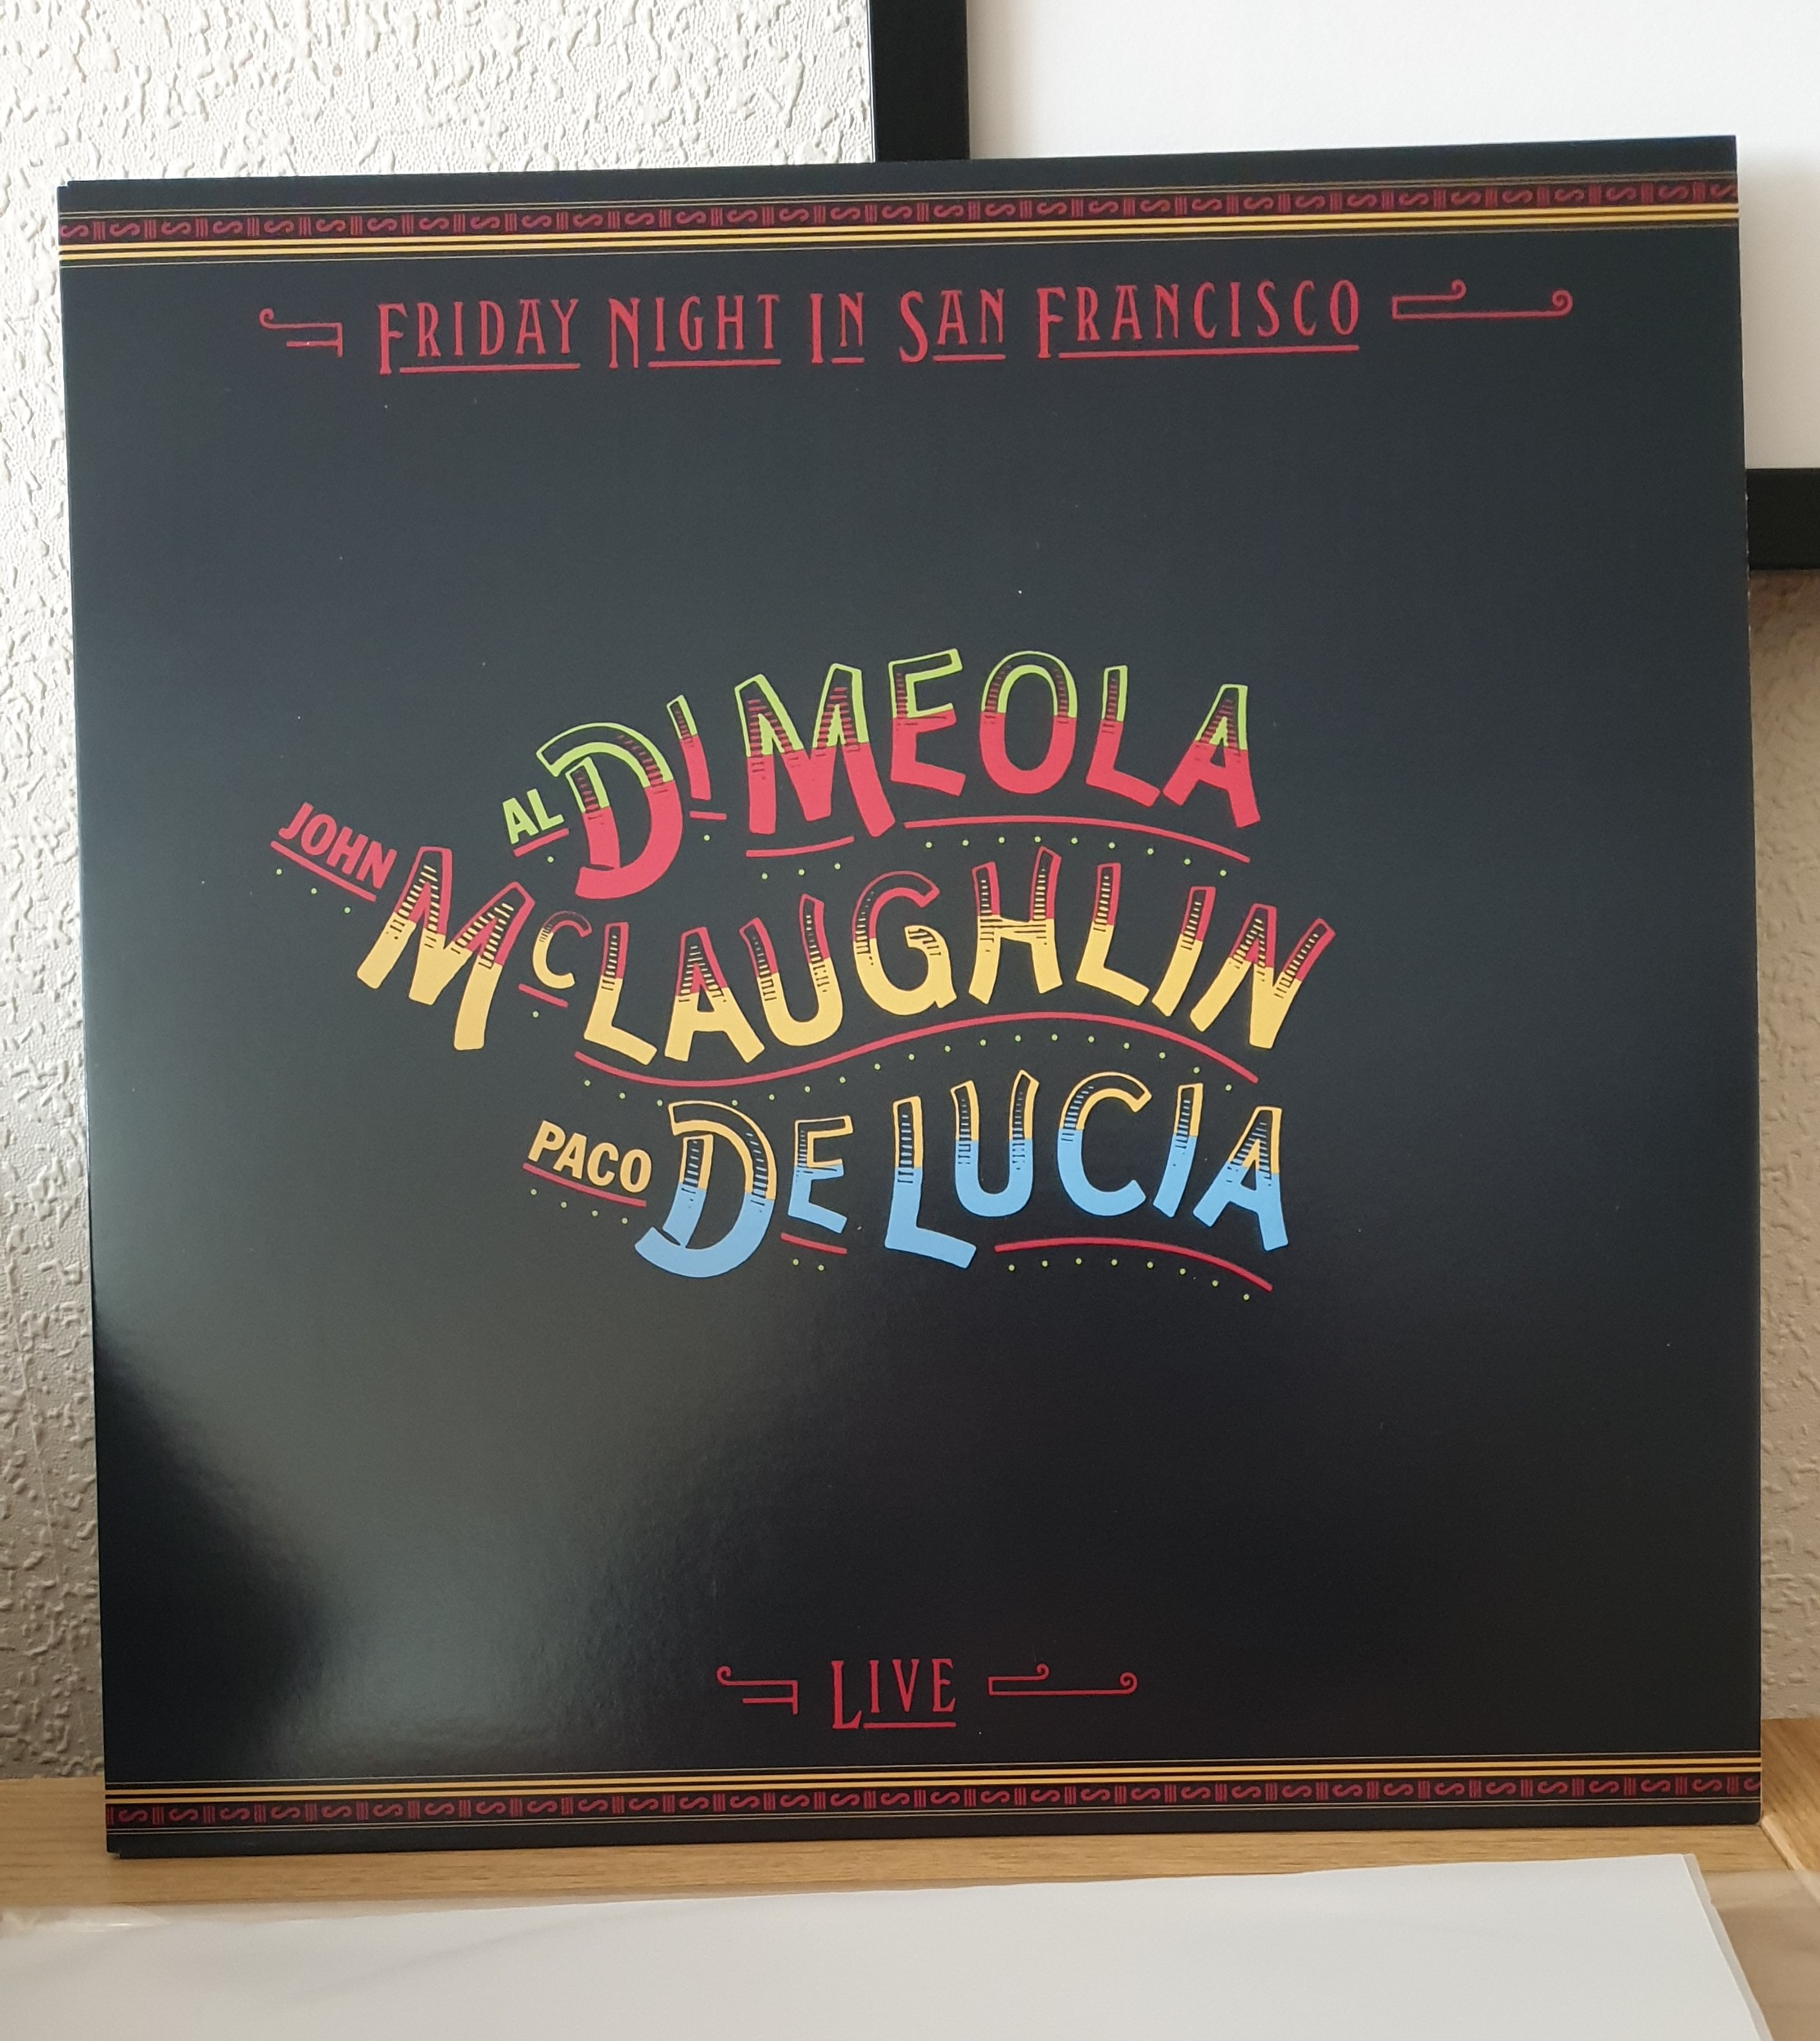 FRIDAY NIGHT IN SAN FRANCISCO
AL DI MEOLA
JOHN MCLAUGHLIN
PACO DE LUCIA
LIVE